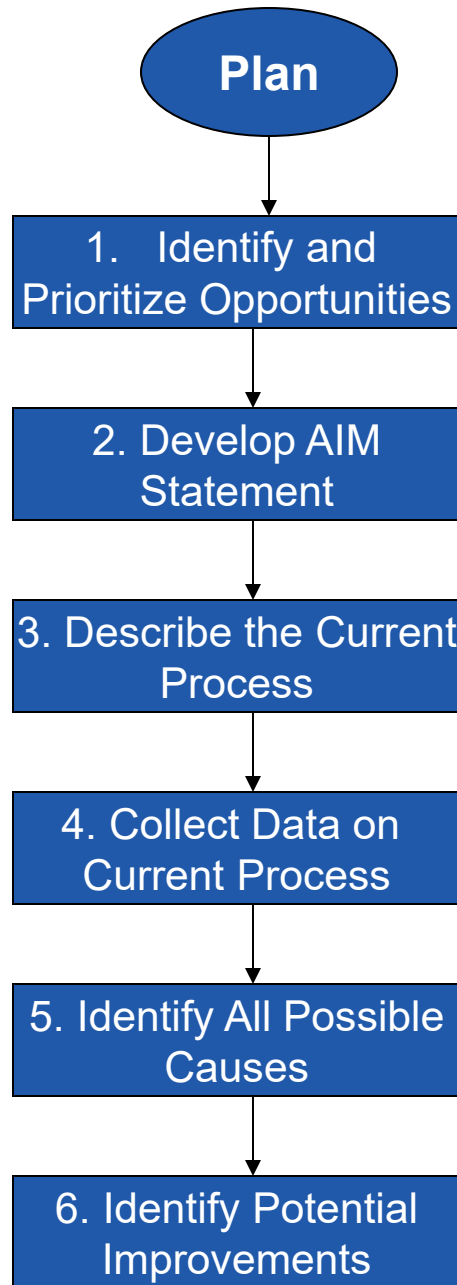 Plan
1. Identify and
Prioritize Opportunities
2. Develop AIM
Statement
3. Describe the Current
Process
4. Collect Data on
Current Process
5. Identify All Possible
Causes
6. Identify Potential
Improvements